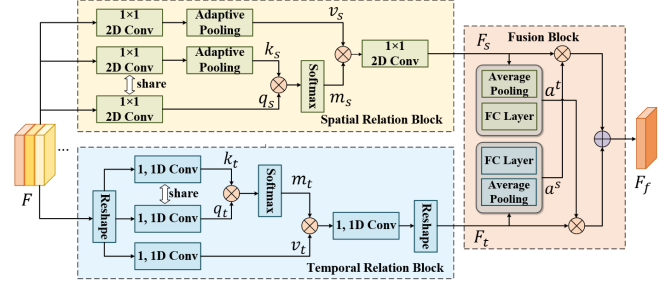 1×1
2D Conv
Adaptive
Pooling
v_s
1×1
2D Conv
Adaptive
Pooling
k_s
share
Softmax
1×1
2D Conv
q_s
m_s
1×1
2D Conv
Spatial Relation Block
F
...
Reshape
1, 1D Conv
k_t
share
1, 1D Conv
q_t
Softmax
m_t
1, 1D Conv
v_t
1, 1D Conv
Reshape
Temporal Relation Block
F_s
Fusion Block
Average
Pooling
a^t
FC Layer
FC Layer
Average
Pooling
a^s
F_t
F_f